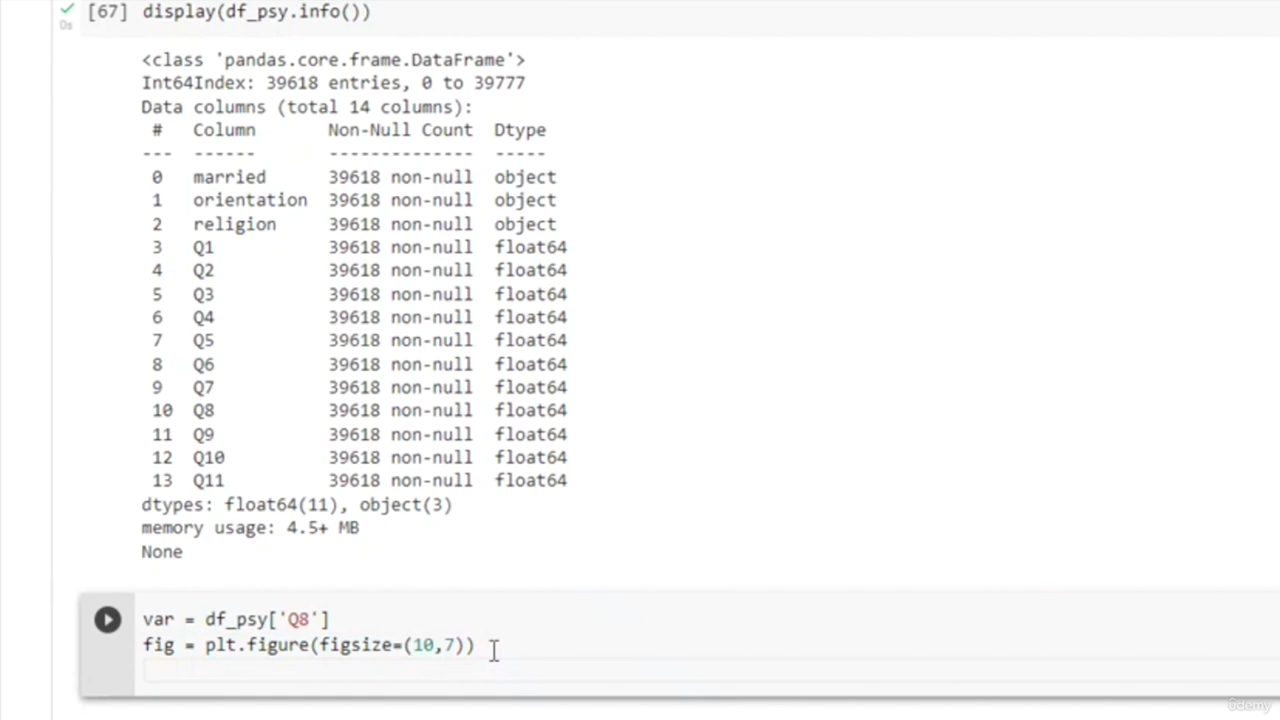 [67] display(df_psy.info())
0s
<class 'pandas.core.frame.DataFrame'>
Int64Index: 39618 entries, 0 to 39777
Data columns (total 14 columns):
# Column Non-Null Count Dtype
--- ------ -------------- -----
0 married 39618 non-null object
1 orientation 39618 non-null object
2 religion 39618 non-null object
3 Q1 39618 non-null float64
4 Q2 39618 non-null float64
5 Q3 39618 non-null float64
6 Q4 39618 non-null float64
7 Q5 39618 non-null float64
8 Q6 39618 non-null float64
9 Q7 39618 non-null float64
10 Q8 39618 non-null float64
11 Q9 39618 non-null float64
12 Q10 39618 non-null float64
13 Q11 39618 non-null float64
dtypes: float64(11), object(3)
memory usage: 4.5+ MB
None
var = df_psy['Q8']
fig = plt.figure(figsize=(10,7))
ûdemy